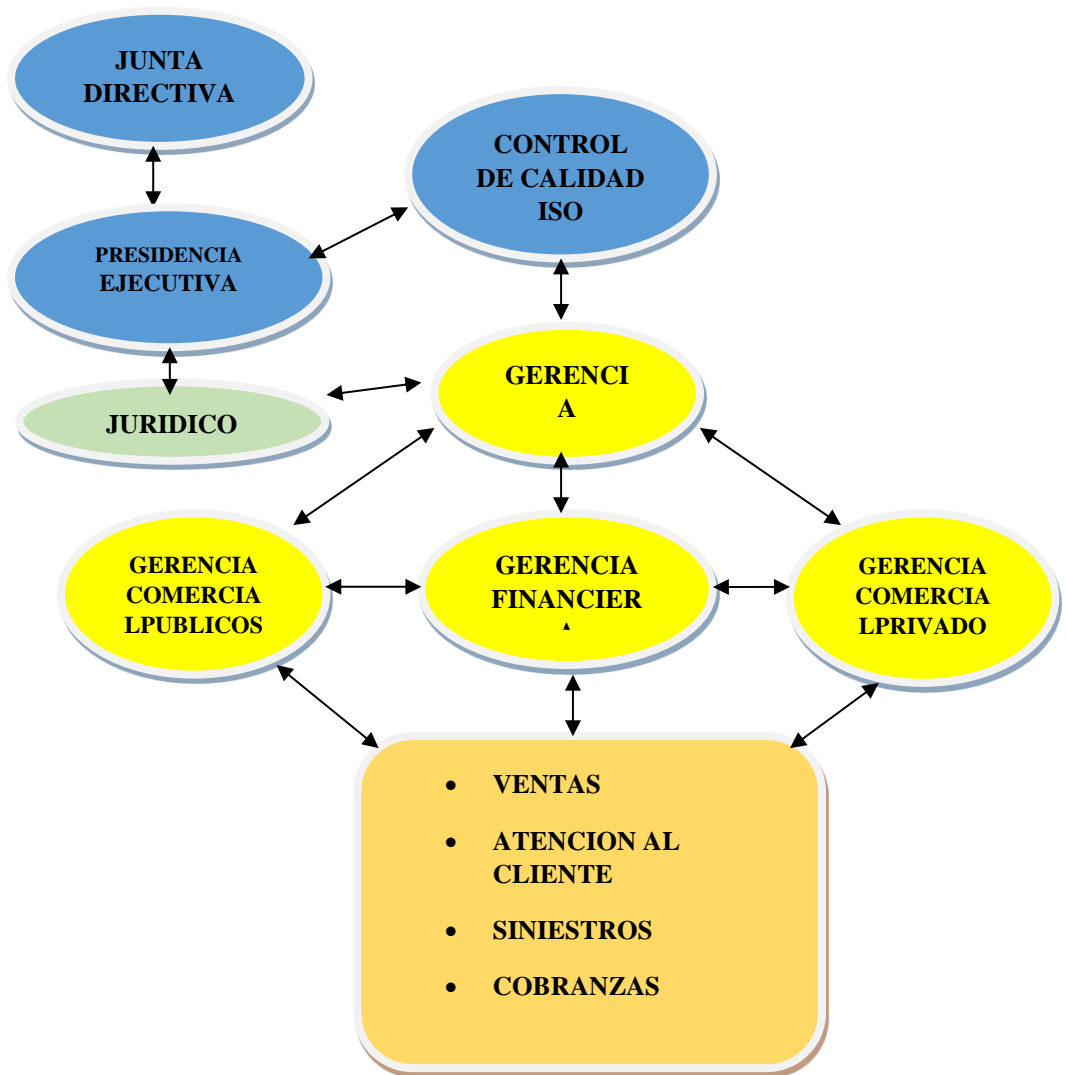 JUNTA
DIRECTIVA
CONTROL
DE CALIDAD
ISO
PRESIDENCIA
EJECUTIVA
GERENCI
A
JURIDICO
GERENCIA
COMERCIA
LPUBLICOS
GERENCIA
FINANCIER
GERENCIA
COMERCIA
LPRIVADO
• VENTAS
• ATENCION AL
CLIENTE
• SINIESTROS
• COBRANZAS